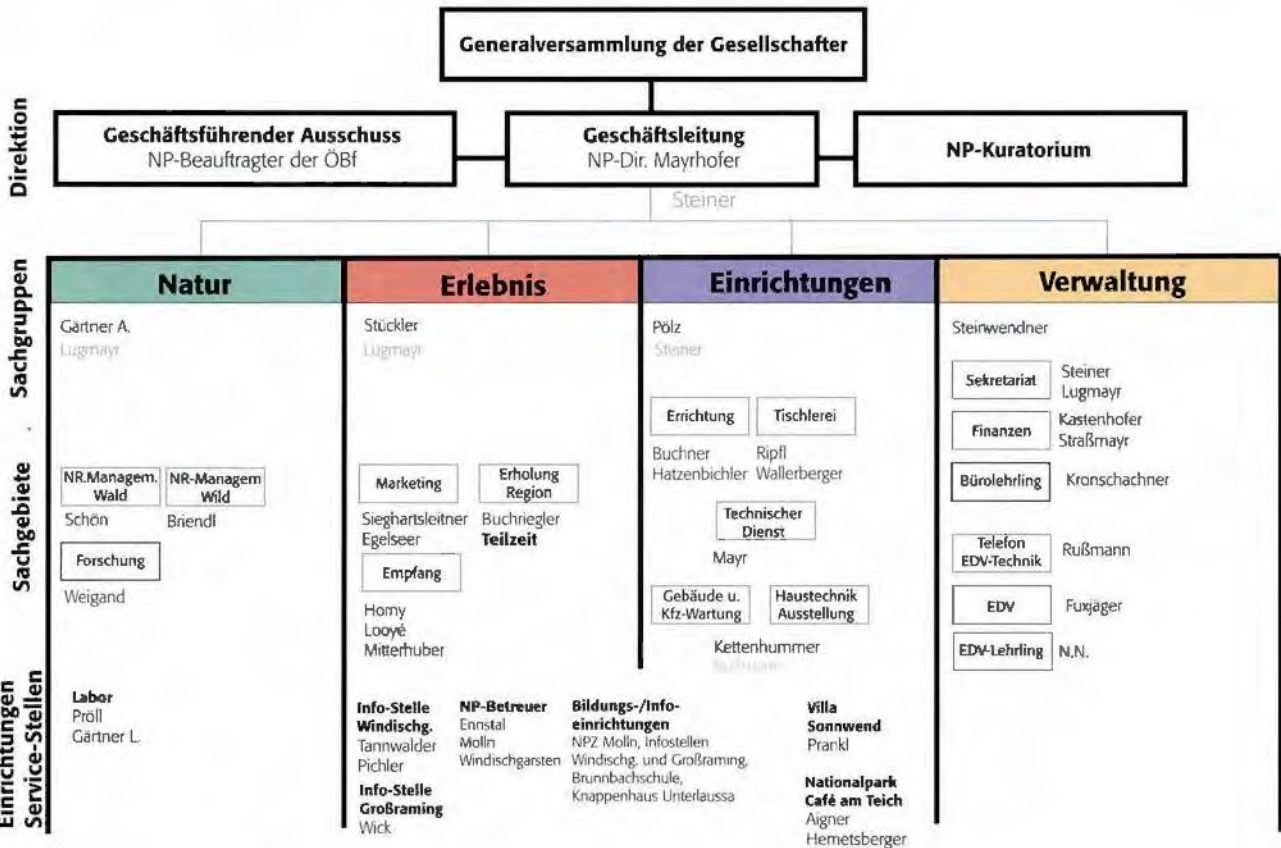 Generalversammlung der Gesellschafter
Direktion
Geschäftsführender Ausschuss
NP-Beauftragter der ÖBf
Geschäftsleitung
NP-Dir. Mayrhofer
NP-Kuratorium
Steiner
Sachgruppen
Natur
Erlebnis
Einrichtungen
Verwaltung
Gärtner A.
Lugmayr
Stückler
Lugmayr
Pölz
Steiner
Steinwendner
Sekretariat
Steiner
Lugmayr
Finanzen
Kastenhofer
Straßmayr
Bürolehrling
Kronschachner
Telefon
EDV-Technik
Rußmann
EDV
Fuxjäger
EDV-Lehrling
N.N.
Sachgebiete
NR.Managem.
Wald
Schön
NR-Managem
Wild
Briendl
Forschung
Weigand
Marketing
Sieghartsleitner
Egelseer
Erholung
Region
Buchriegler
Teilzeit
Empfang
Horny
Looyé
Mitterhuber
Errichtung
Buchner
Hatzenbichler
Tischlerei
Ripfl
Wallerberger
Technischer
Dienst
Mayr
Gebäude u.
Kfz-Wartung
Haustechnik
Ausstellung
Kettenhummer
Einrichtungen
Service-Stellen
Labor
Pröll
Gärtner L.
Info-Stelle
Windischg.
Tannwalder
Pichler
Info-Stelle
Großraming
Wick
NP-Betreuer
Ennstal
Molln
Windischgarsten
Bildungs-/Info-
einrichtungen
NPZ Molln, Infostellen
Windischg. und Großraming,
Brunnbachschule,
Knappenhaus Unterlaussa
Villa
Sonnwend
Prankl
Nationalpark
Café am Teich
Aigner
Hemetsberger